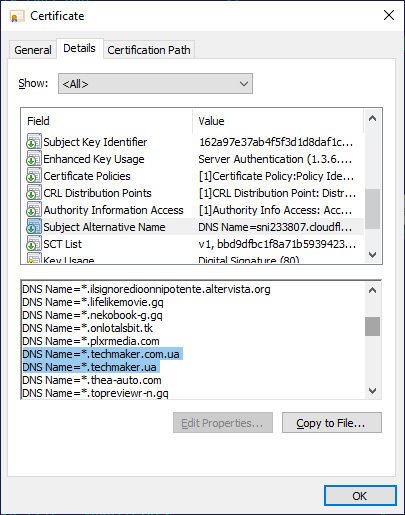 Certificate
General Details Certification Path
Show: <All>
Field Value
Subject Key Identifier 162a97e37ab4f5f3d1d8daf1c...
Enhanced Key Usage Server Authentication (1.3.6....
Certificate Policies [1]Certificate Policy:Policy Ide...
CRL Distribution Points [1]CRL Distribution Point: Distr...
Authority Information Access [1]Authority Info Access: Acc...
Subject Alternative Name DNS Name=sni233807.cloudfl...
SCT List v1, bbd9dfbc1f8a71b5939423...
Key Usage Digital Signature (80)
DNS Name=*.ilsignoredioonnipotente.altervista.org
DNS Name=*.lifelikemovie.gq
DNS Name=*.nekobook-g.gq
DNS Name=*.onlotalsbit.tk
DNS Name=*.plxrmedia.com
DNS Name=*.techmaker.com.ua
DNS Name=*.techmaker.ua
DNS Name=*.thea-auto.com
DNS Name=*.topreviewr-n.gq
Edit Properties... Copy to File...
OK